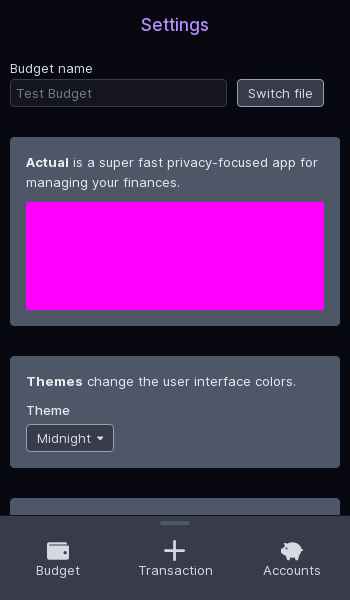 Settings
Budget name
Test Budget
Switch file
Actual is a super fast privacy-focused app for
managing your finances.
Themes change the user interface colors.
Theme
Midnight
Budget
Transaction
Accounts